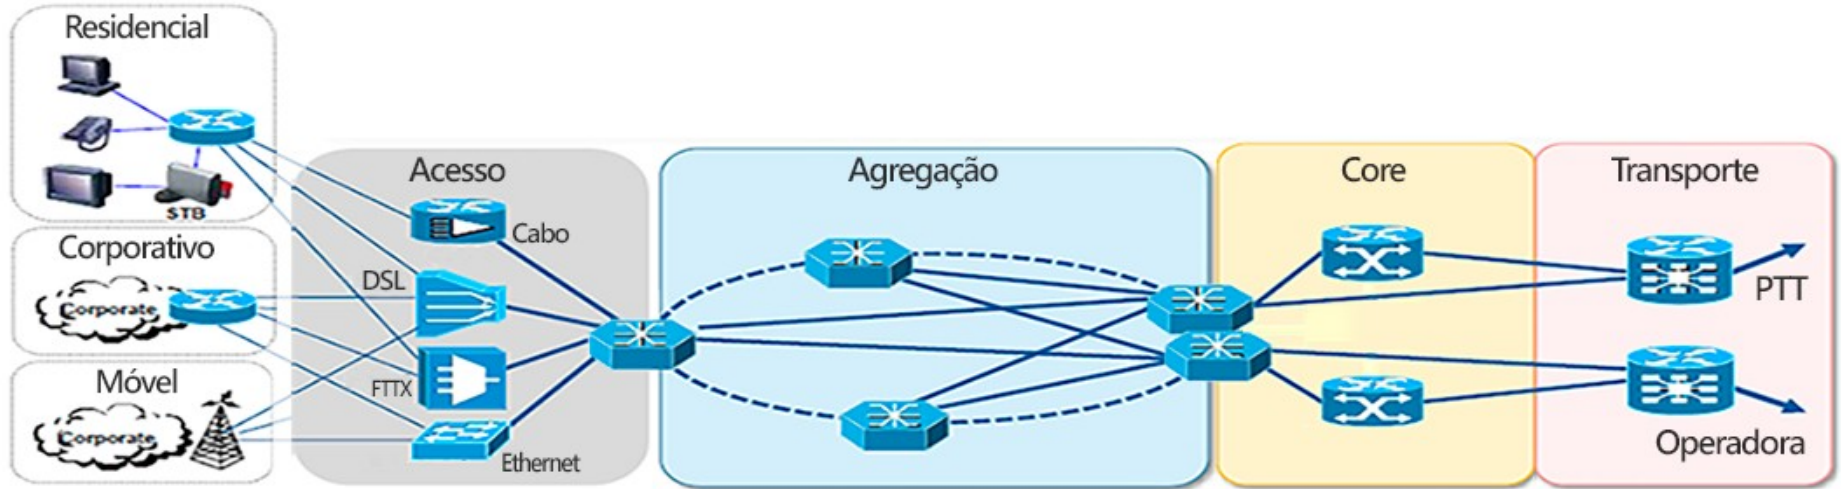 Residencial
STB
Corporativo
Corporate
Móvel
Corporate
Acesso
Cabo
DSL
FTTX
Ethernet
Agregação
Core
Transporte
PTT
Operadora